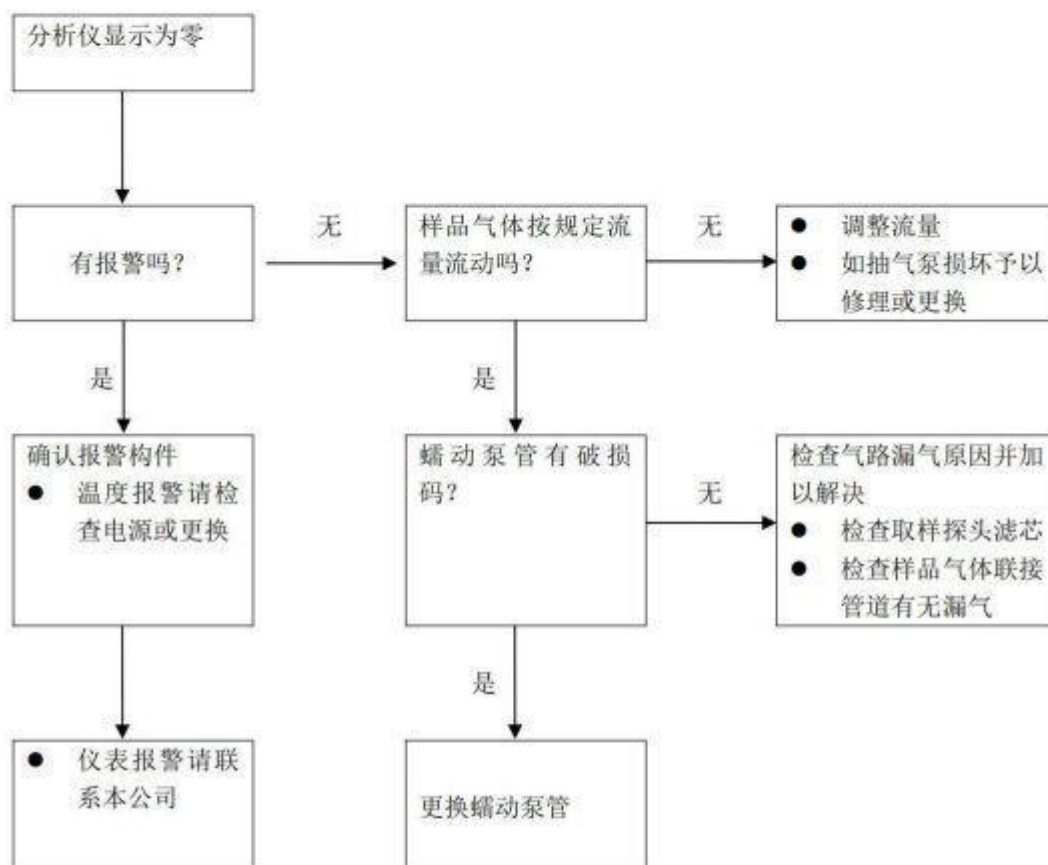 分析仪显示为零
有报警吗?
无
样品气体按规定流
量流动吗?
无
● 调整流量
● 如抽气泵损坏予以
修理或更换
是
是
确认报警构件
● 温度报警请检
查电源或更换
蠕动泵管有破损
码?
无
检查气路漏气原因并加
以解决
● 检查取样探头滤芯
● 检查样品气体联接
管道有无漏气
是
● 仪表报警请联
系本公司
更换蠕动泵管